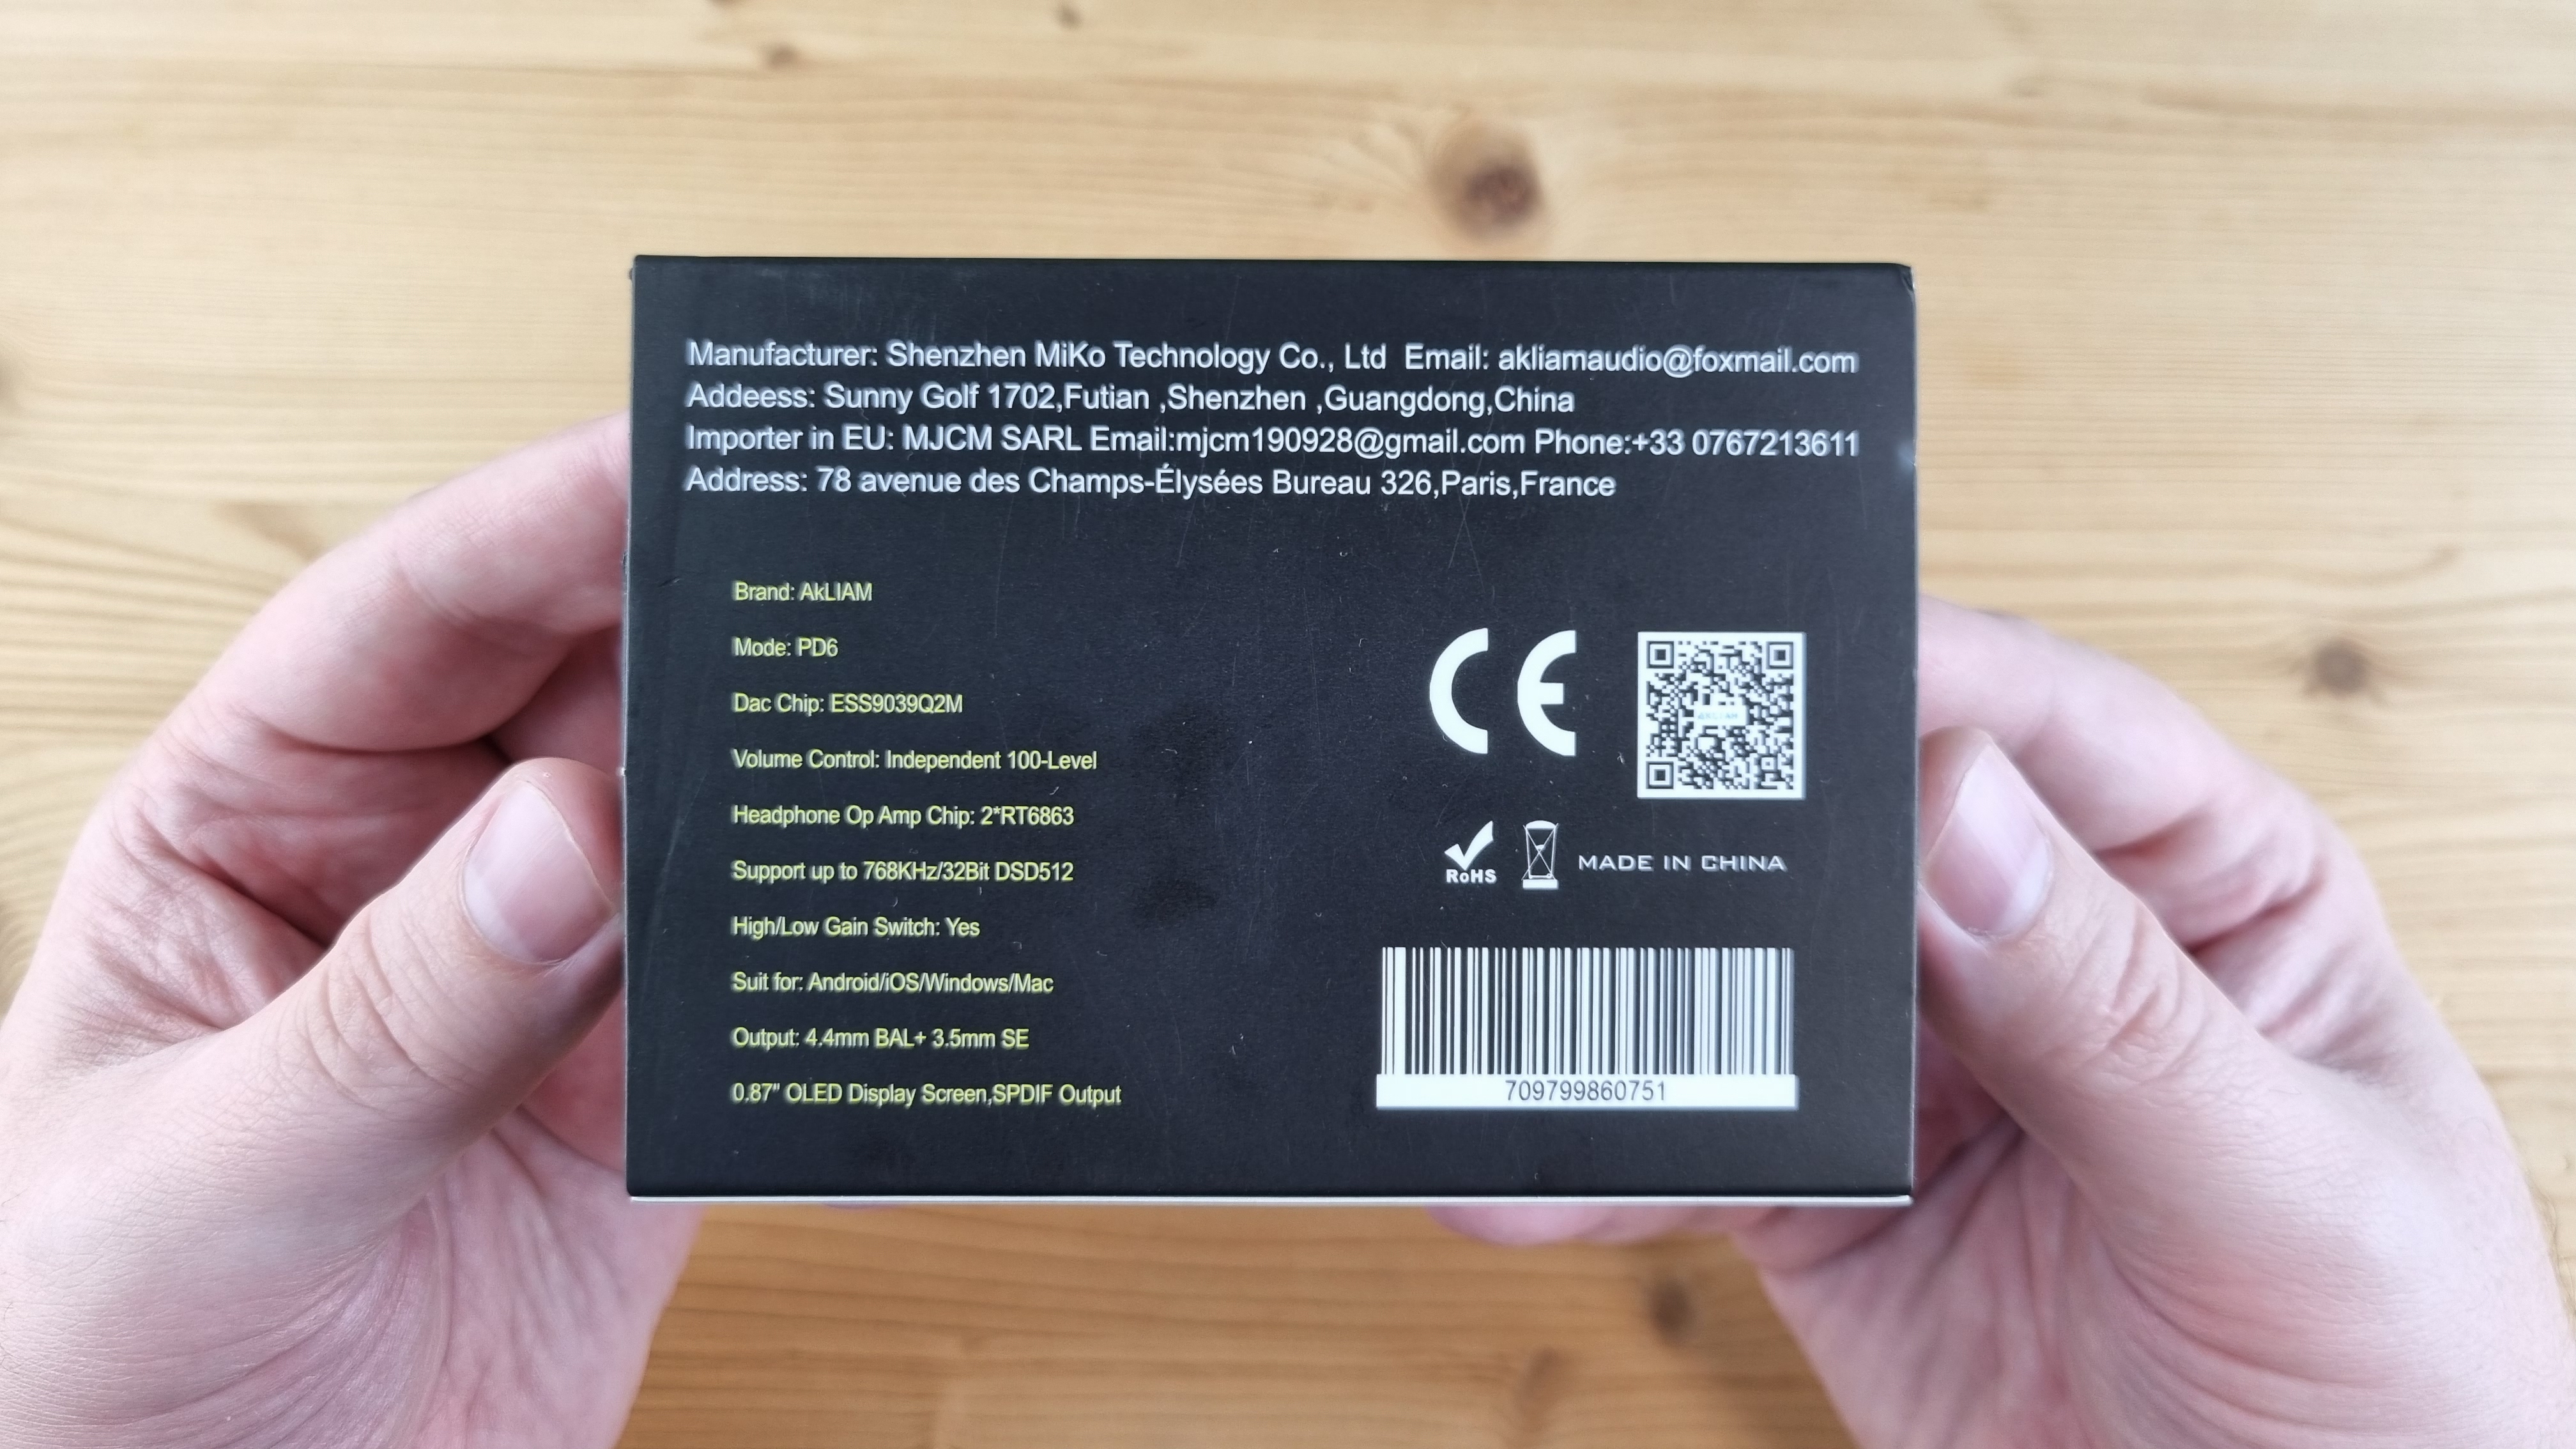 Manufacturer: Shenzhen MiKo Technology Co., Ltd Email: akliamaudio@foxmail.com
Addeess: Sunny Golf 1702,Futian ,Shenzhen ,Guangdong,China
Importer in EU: MJCM SARL Email:mjcm190928@gmail.com Phone:+33 0767213611
Address: 78 avenue des Champs-Élysées Bureau 326,Paris,France
Brand: AkLIAM
Mode: PD6
Dac Chip: ESS9039Q2M
Volume Control: Independent 100-Level
Headphone Op Amp Chip: 2*RT6863
Support up to 768KHz/32Bit DSD512
High/Low Gain Switch: Yes
Suit for: Android/iOS/Windows/Mac
Output: 4.4mm BAL+ 3.5mm SE
0.87" OLED Display Screen,SPDIF Output
CE
AKLIAM
RoHS
MADE IN CHINA
709799860751